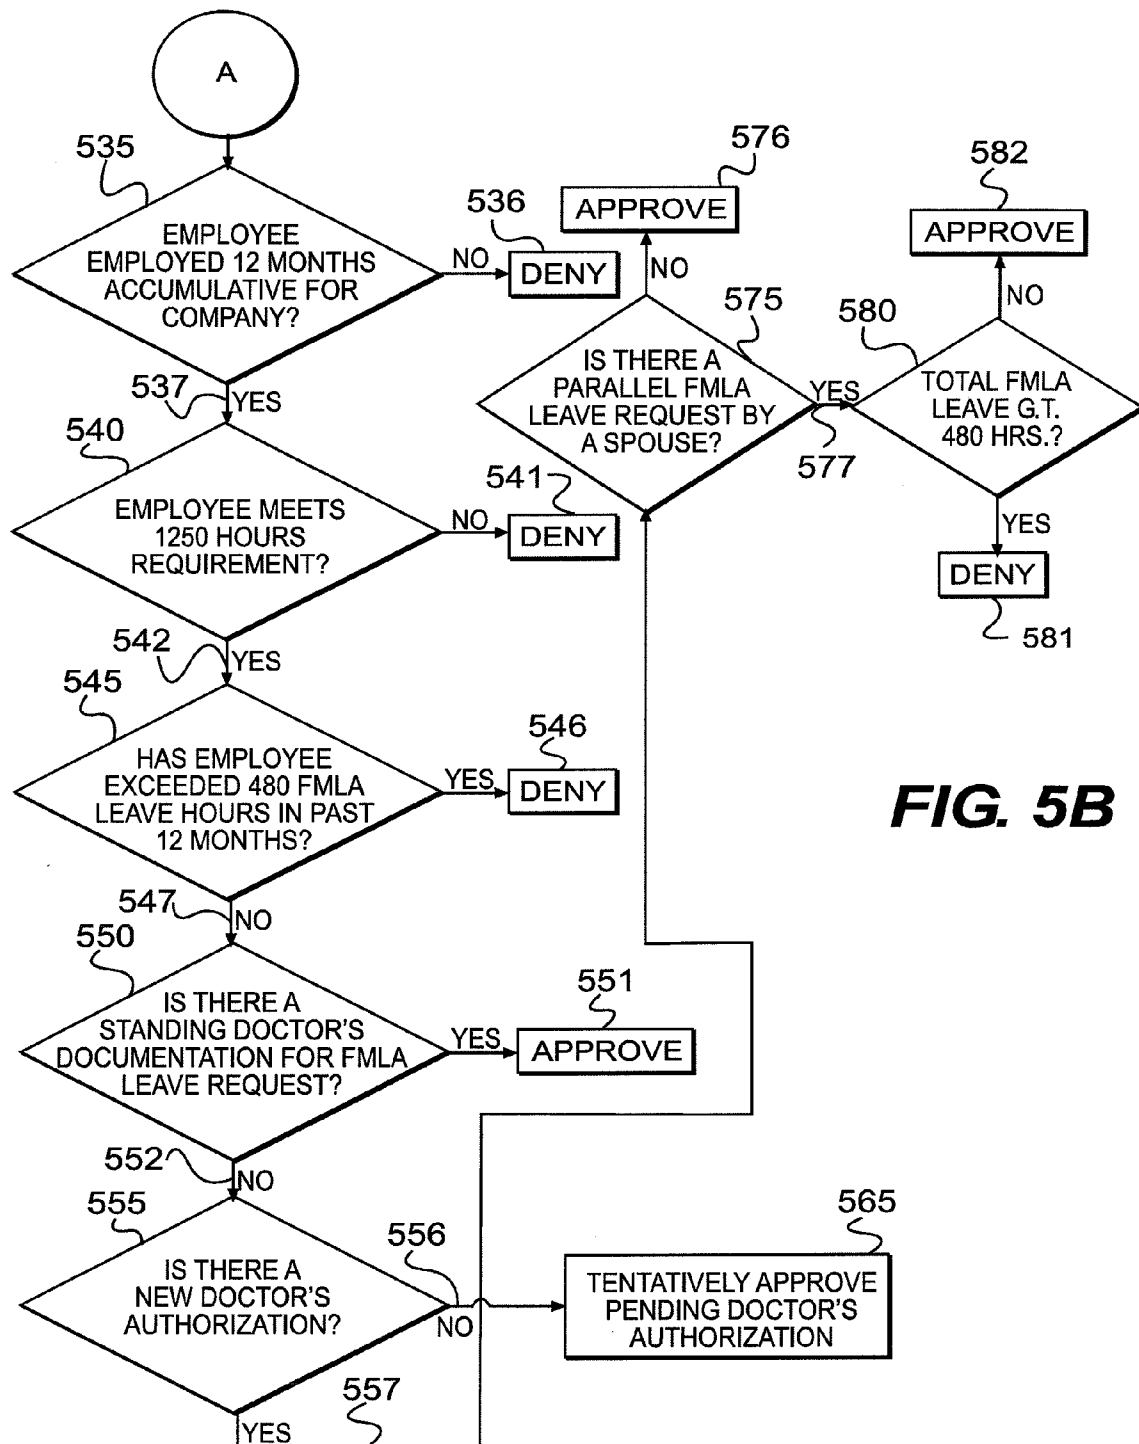 A
535
EMPLOYEE
EMPLOYED 12 MONTHS
ACCUMULATIVE FOR
COMPANY?
NO
536
DENY
537
YES
540
EMPLOYEE MEETS
1250 HOURS
REQUIREMENT?
NO
541
DENY
542
YES
545
HAS EMPLOYEE
EXCEEDED 480 FMLA
LEAVE HOURS IN PAST
12 MONTHS?
YES
546
DENY
547
NO
550
IS THERE A
STANDING DOCTOR'S
DOCUMENTATION FOR FMLA
LEAVE REQUEST?
YES
551
APPROVE
552
NO
555
IS THERE A
NEW DOCTOR'S
AUTHORIZATION?
556
NO
565
TENTATIVELY APPROVE
PENDING DOCTOR'S
AUTHORIZATION
557
YES
576
APPROVE
NO
575
IS THERE A
PARALLEL FMLA
LEAVE REQUEST BY
A SPOUSE?
YES
577
582
APPROVE
NO
580
TOTAL FMLA
LEAVE G.T.
480 HRS.?
YES
DENY
581
FIG. 5B